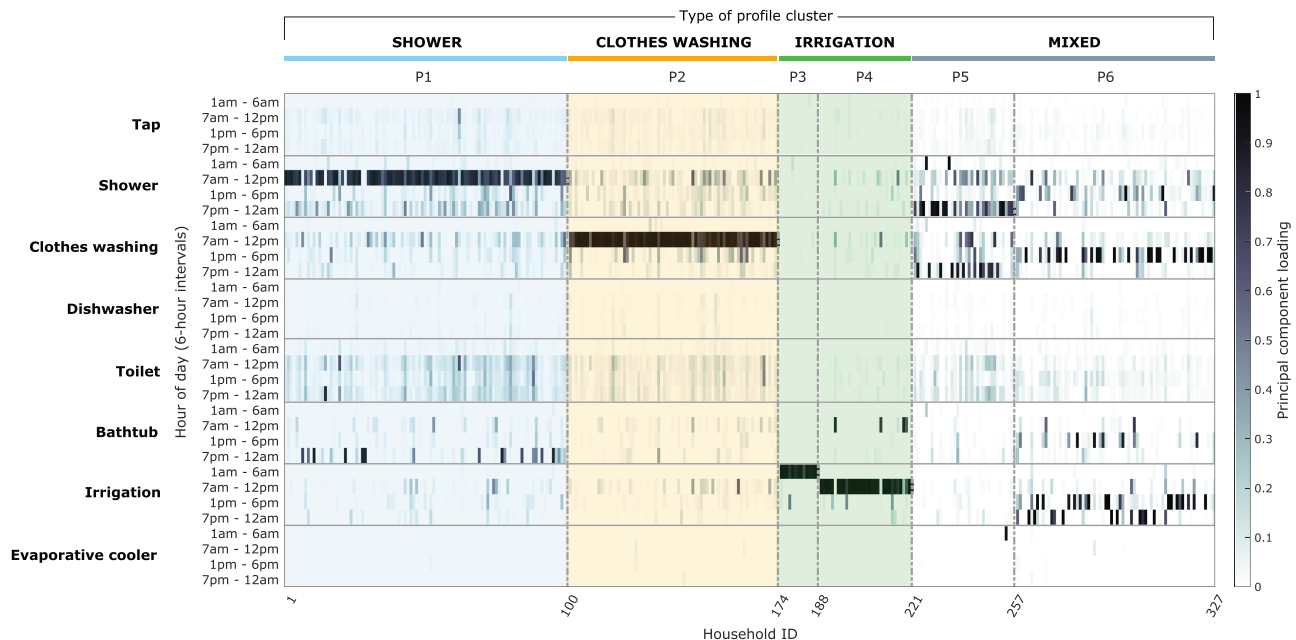 Type of profile cluster
SHOWER CLOTHES WASHING IRRIGATION MIXED
P1 P2 P3 P4 P5 P6
Hour of day (6-hour intervals)
Tap
1am - 6am
7am - 12pm
1pm - 6pm
7pm - 12am
Shower
1am - 6am
7am - 12pm
1pm - 6pm
7pm - 12am
Clothes washing
1am - 6am
7am - 12pm
1pm - 6pm
7pm - 12am
Dishwasher
1am - 6am
7am - 12pm
1pm - 6pm
7pm - 12am
Toilet
1am - 6am
7am - 12pm
1pm - 6pm
7pm - 12am
Bathtub
1am - 6am
7am - 12pm
1pm - 6pm
7pm - 12am
Irrigation
1am - 6am
7am - 12pm
1pm - 6pm
7pm - 12am
Evaporative cooler
1am - 6am
7am - 12pm
1pm - 6pm
7pm - 12am
1 100 174 188 221 257 327
Household ID
1
0.9
0.8
0.7
0.6
0.5
0.4
0.3
0.2
0.1
0
Principal component loading